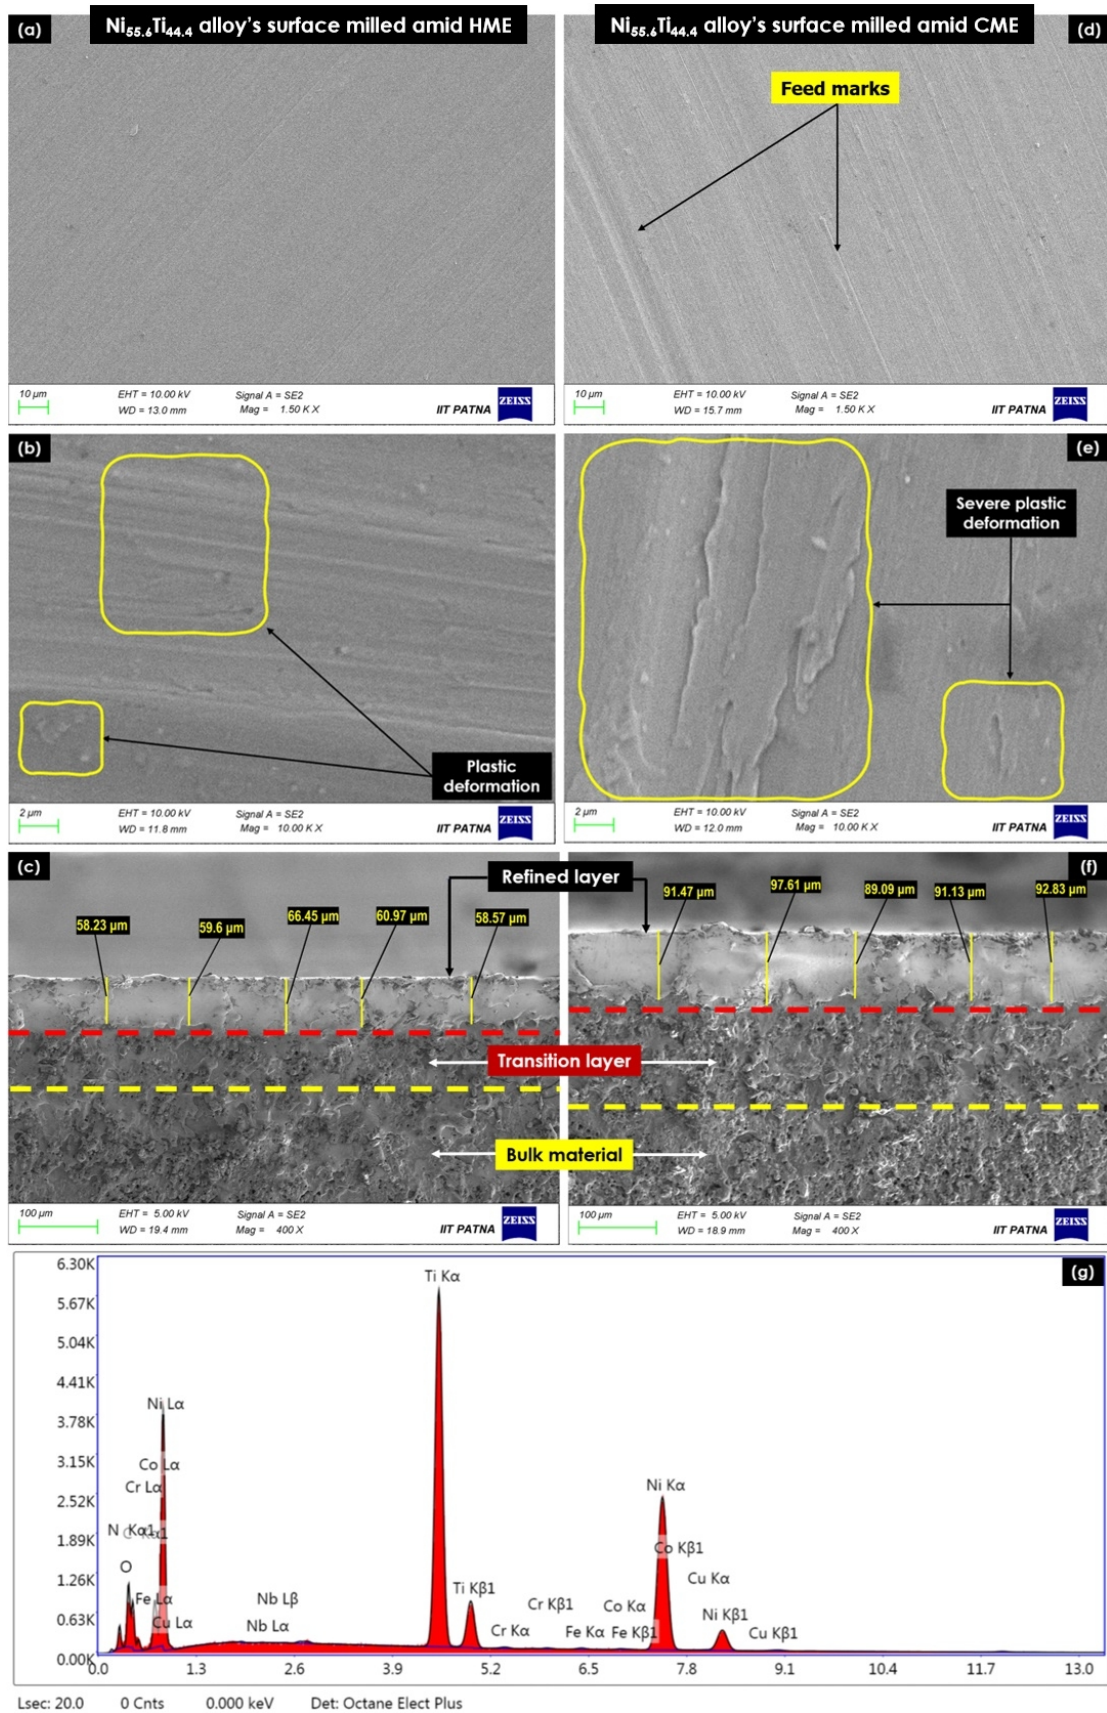 (a)
Ni55.6Ti44.4 alloy's surface milled amid HME
10 µm
EHT = 10.00 kV
Signal A = SE2
WD = 13.0 mm
Mag = 1.50 K X
IIT PATNA
ZEISS
Ni55.6Ti44.4 alloy's surface milled amid CME
(d)
Feed marks
10 µm
EHT = 10.00 kV
Signal A = SE2
WD = 15.7 mm
Mag = 1.50 K X
IIT PATNA
ZEISS
(b)
Plastic
deformation
2 µm
EHT = 10.00 kV
Signal A = SE2
WD = 11.8 mm
Mag = 10.00 K X
IIT PATNA
ZEISS
(e)
Severe plastic
deformation
2 µm
EHT = 10.00 kV
Signal A = SE2
WD = 12.0 mm
Mag = 10.00 K X
IIT PATNA
ZEISS
(c)
Refined layer
58.23 µm
59.6 µm
66.45 µm
60.97 µm
58.57 µm
(f)
91.47 µm
97.61 µm
89.09 µm
91.13 µm
92.83 µm
Transition layer
Bulk material
100 µm
EHT = 5.00 kV
Signal A = SE2
WD = 19.4 mm
Mag = 400 X
IIT PATNA
ZEISS
100 µm
EHT = 5.00 kV
Signal A = SE2
WD = 18.9 mm
Mag = 400 X
IIT PATNA
ZEISS
(g)
6.30K
5.67K
5.04K
4.41K
3.78K
3.15K
2.52K
1.89K
1.26K
0.63K
0.00K
Ti Kα
Ni Lα
Co Lα
Cr Lα
N Kα1
O
Fe Lα
Cu Lα
Nb Lβ
Nb Lα
Ti Kβ1
Cr Kα
Cr Kβ1
Fe Kα
Co Kα
Fe Kβ1
Ni Kα
Co Kβ1
Cu Kα
Ni Kβ1
Cu Kβ1
0.0 1.3 2.6 3.9 5.2 6.5 7.8 9.1 10.4 11.7 13.0
Lsec: 20.0 0 Cnts 0.000 keV Det: Octane Elect Plus